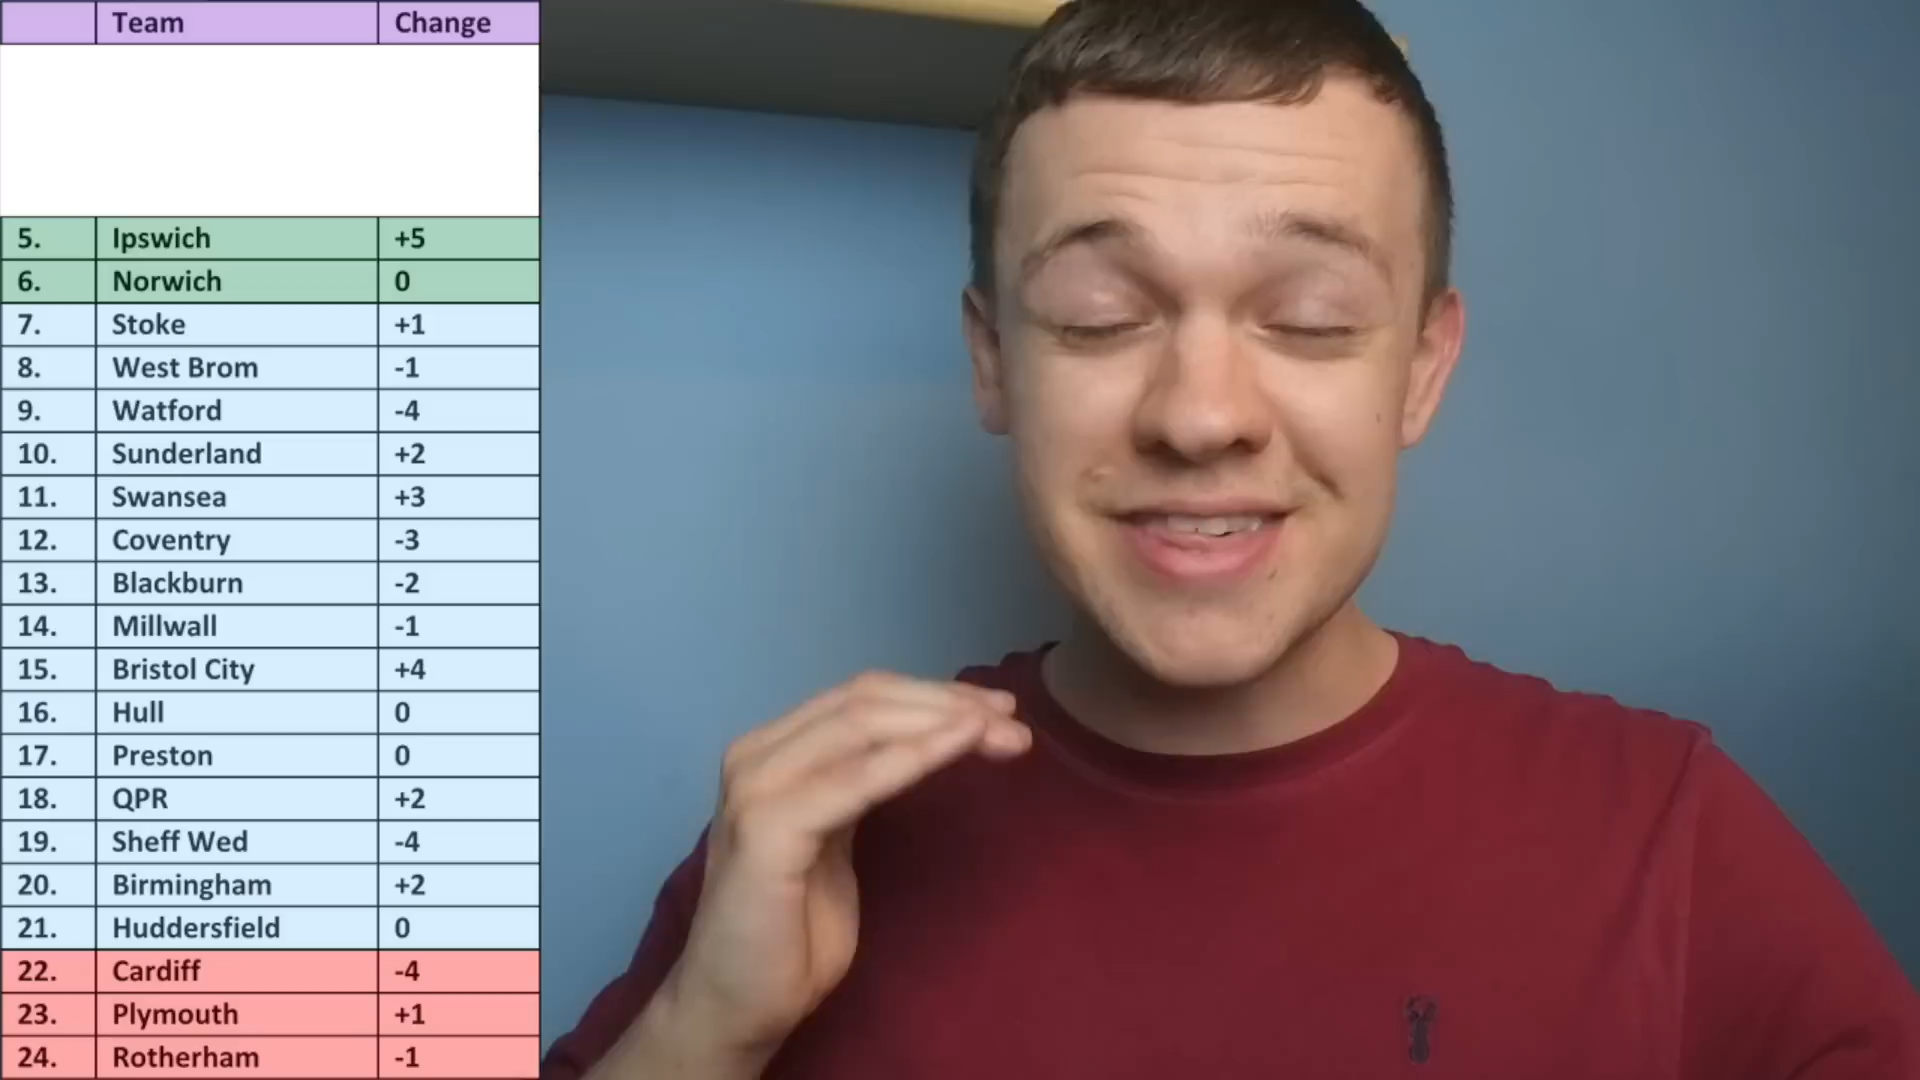 Team Change
5. Ipswich +5
6. Norwich 0
7. Stoke +1
8. West Brom -1
9. Watford -4
10. Sunderland +2
11. Swansea +3
12. Coventry -3
13. Blackburn -2
14. Millwall -1
15. Bristol City +4
16. Hull 0
17. Preston 0
18. QPR +2
19. Sheff Wed -4
20. Birmingham +2
21. Huddersfield 0
22. Cardiff -4
23. Plymouth +1
24. Rotherham -1